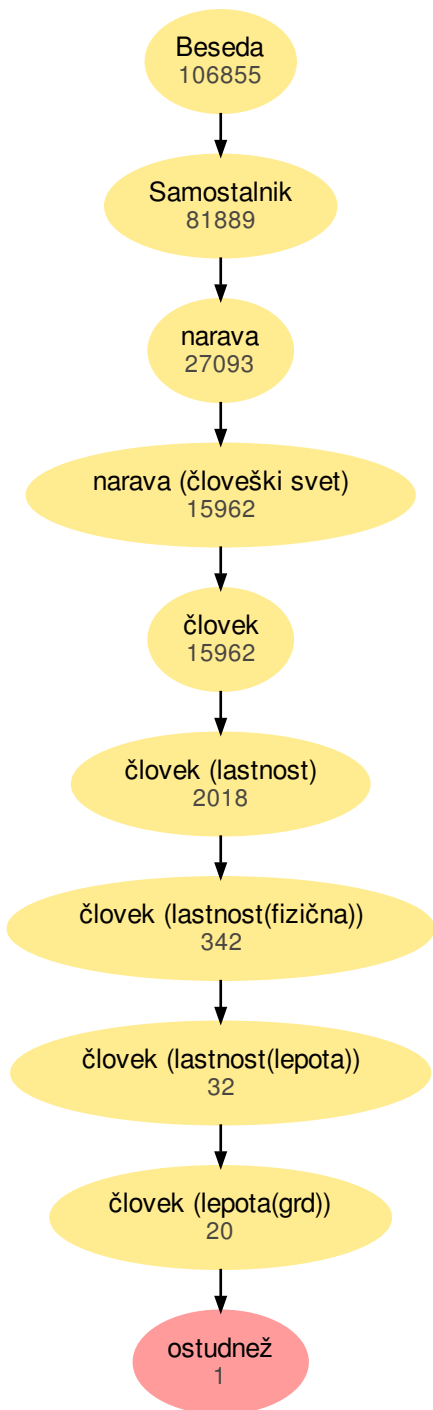 Beseda
106855
Samostalnik
81889
narava
27093
narava (človeški svet)
15962
človek
15962
človek (lastnost)
2018
človek (lastnost(fizična))
342
človek (lastnost(lepota))
32
človek (lepota(grd))
20
ostudnež
1